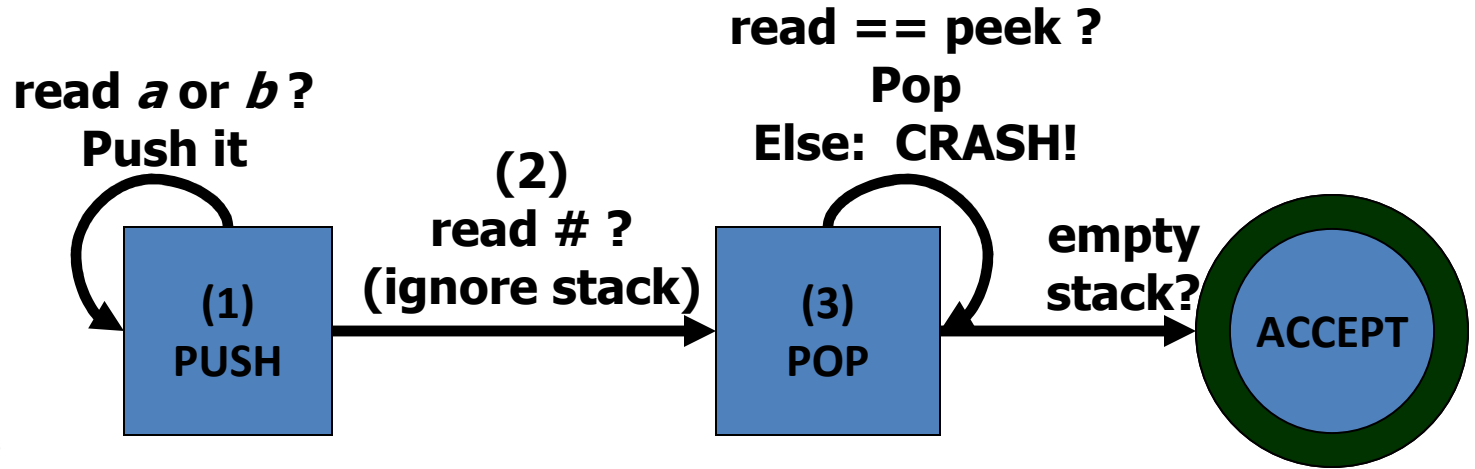 read a or b ?
Push it
(2)
read # ?
(ignore stack)
read == peek ?
Pop
Else:  CRASH!
empty
stack?
(1)
PUSH
(3)
POP
ACCEPT